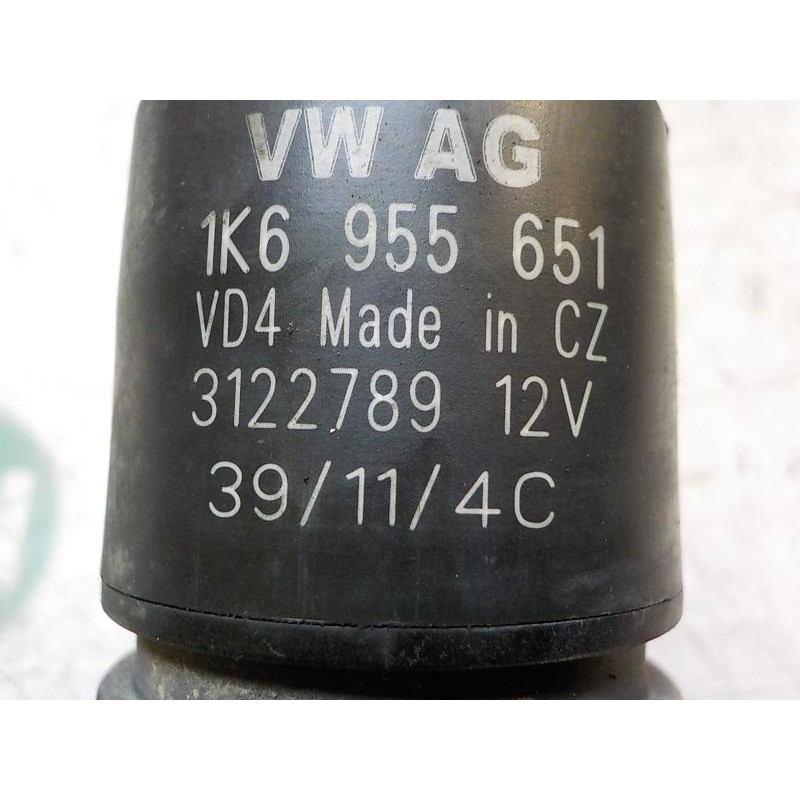 VW AG
1K6 955 651
VD4 Made in CZ
3122789 12V
39/11/4C